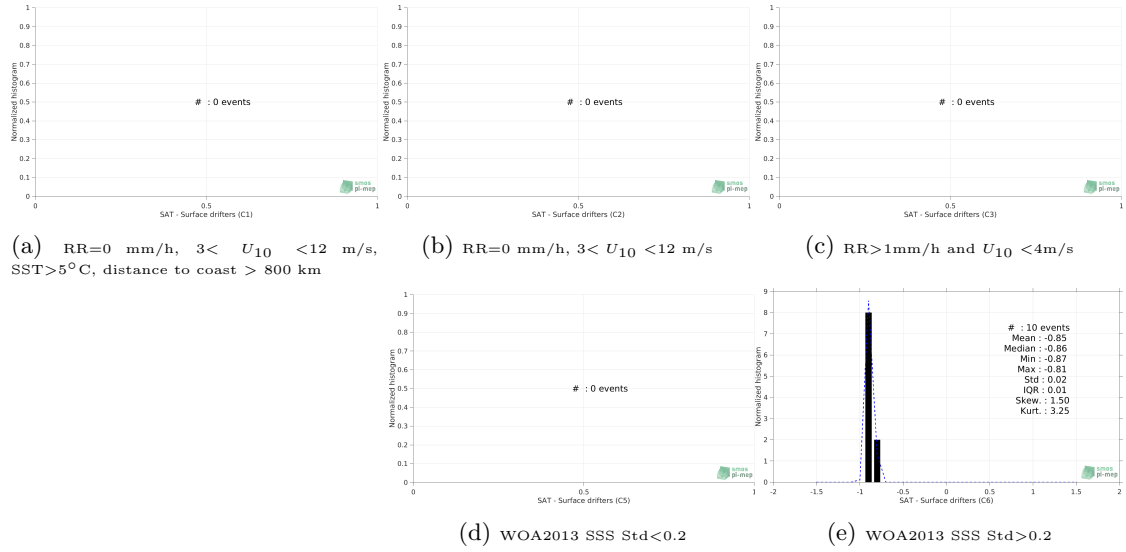 1
0.9
0.8
0.7
0.6
0.5
0.4
0.3
0.2
0.1
0
Normalized histogram
# : 0 events
smos
pi-mep
0 0.5 1
SAT - Surface drifters (C1)
(a) RR=0 mm/h, 3< U10 <12 m/s,
SST>5°C, distance to coast > 800 km
1
0.9
0.8
0.7
0.6
0.5
0.4
0.3
0.2
0.1
0
Normalized histogram
# : 0 events
smos
pi-mep
0 0.5 1
SAT - Surface drifters (C2)
(b) RR=0 mm/h, 3< U10 <12 m/s
1
0.9
0.8
0.7
0.6
0.5
0.4
0.3
0.2
0.1
0
Normalized histogram
# : 0 events
smos
pi-mep
0 0.5 1
SAT - Surface drifters (C3)
(c) RR>1mm/h and U10 <4m/s
1
0.9
0.8
0.7
0.6
0.5
0.4
0.3
0.2
0.1
0
Normalized histogram
# : 0 events
smos
pi-mep
0 0.5 1
SAT - Surface drifters (C5)
(d) WOA2013 SSS Std<0.2
9
8
7
6
5
4
3
2
1
0
Normalized histogram
# : 10 events
Mean : -0.85
Median : -0.86
Min : -0.87
Max : -0.81
Std : 0.02
IQR : 0.01
Skew. : 1.50
Kurt. : 3.25
smos
pi-mep
-2 -1.5 -1 -0.5 0 0.5 1 1.5 2
SAT - Surface drifters (C6)
(e) WOA2013 SSS Std>0.2